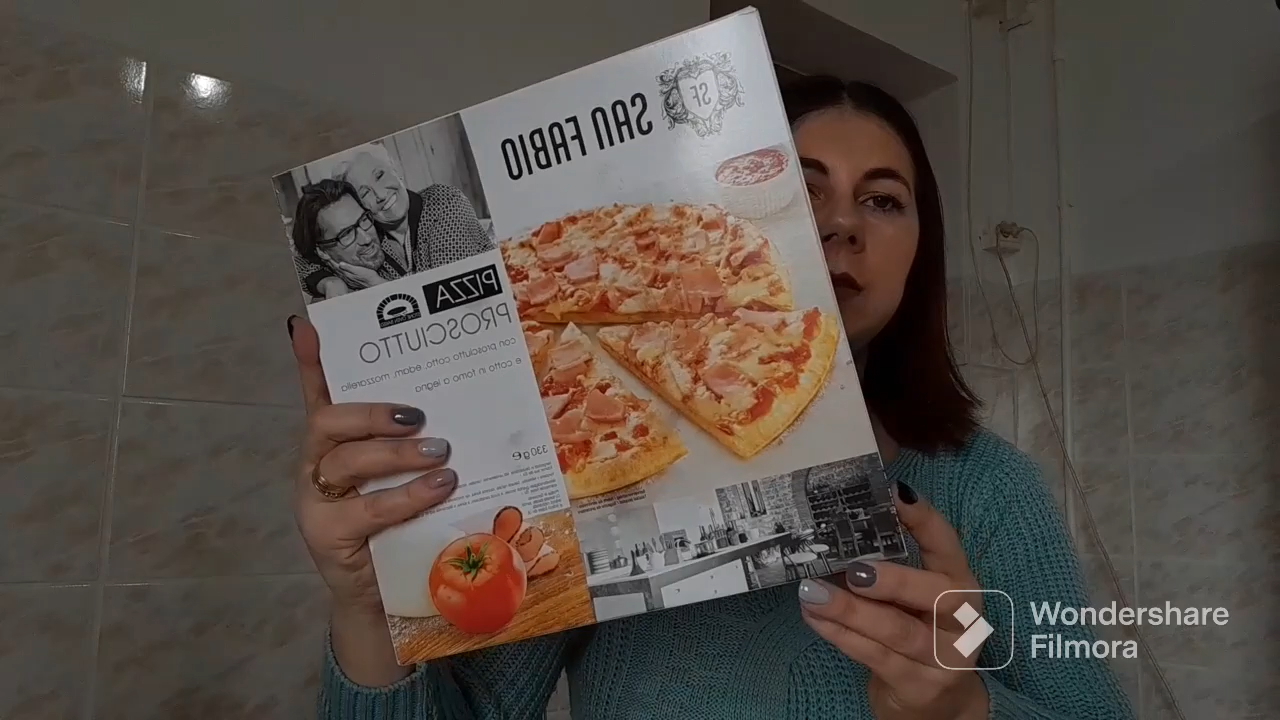 SF
SAN FABIO
PIZZA
PROSCIUTTO
con prosciutto cotto, edam, mozzarella
e cotto in forno a legna
330 g e
Wondershare
Filmora